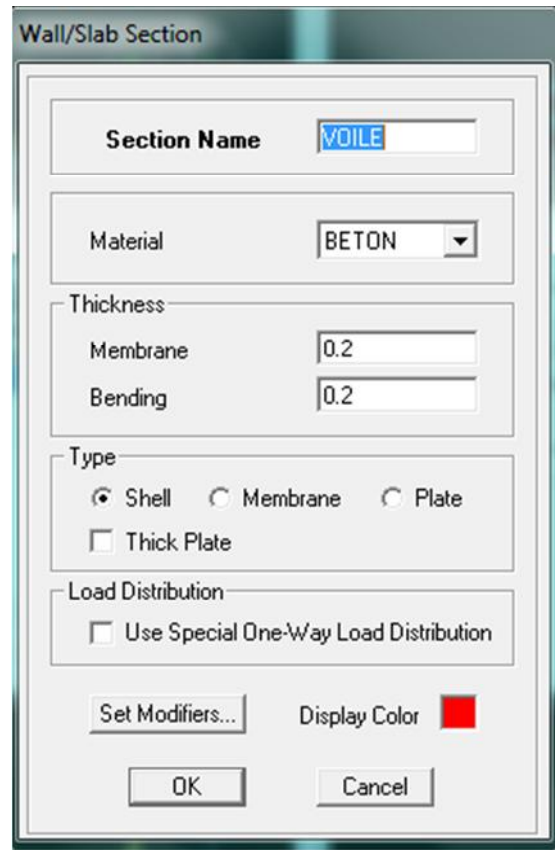 Wall/Slab Section
Section Name VOILE
Material BETON
Thickness
Membrane 0.2
Bending 0.2
Type
Shell Membrane Plate
Thick Plate
Load Distribution
Use Special One-Way Load Distribution
Set Modifiers... Display Color
OK Cancel